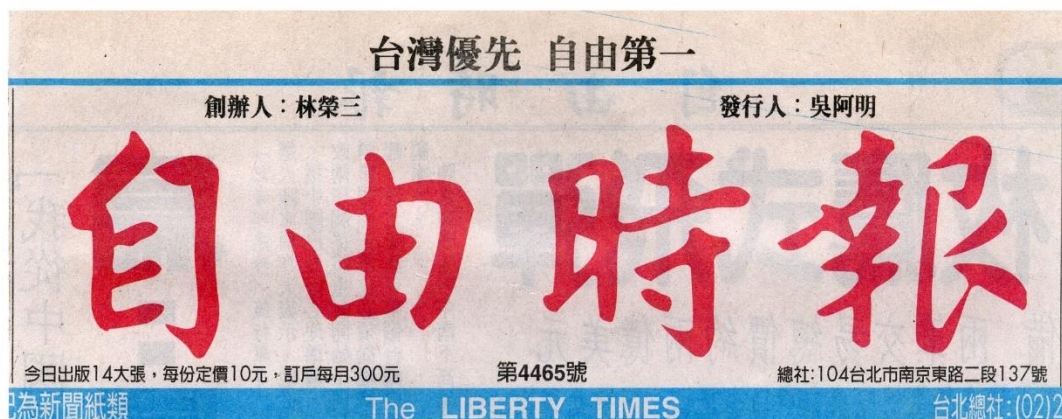 台灣優先 自由第一
創辦人：林榮三 發行人：吳阿明
自由時報
今日出版14大張，每份定價10元，訂戶每月300元 第4465號 總社：104台北市南京東路二段137號
為新聞紙類 The LIBERTY TIMES 台北總社：(02)